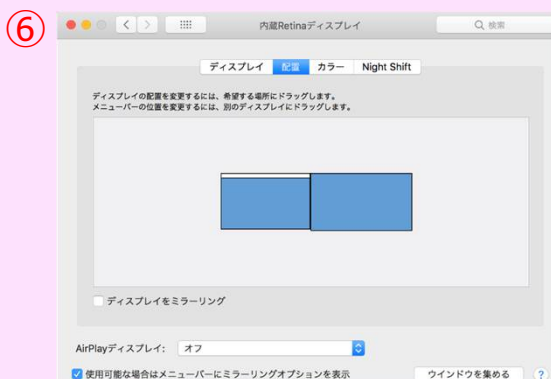 ⑥
内蔵Retinaディスプレイ
検索
ディスプレイ 配置 カラー Night Shift
ディスプレイの配置を変更するには、希望する場所にドラッグします。
メニューバーの位置を変更するには、別のディスプレイにドラッグします。
ディスプレイをミラーリング
AirPlayディスプレイ: オフ
使用可能な場合はメニューバーにミラーリングオプションを表示
ウインドウを集める ?